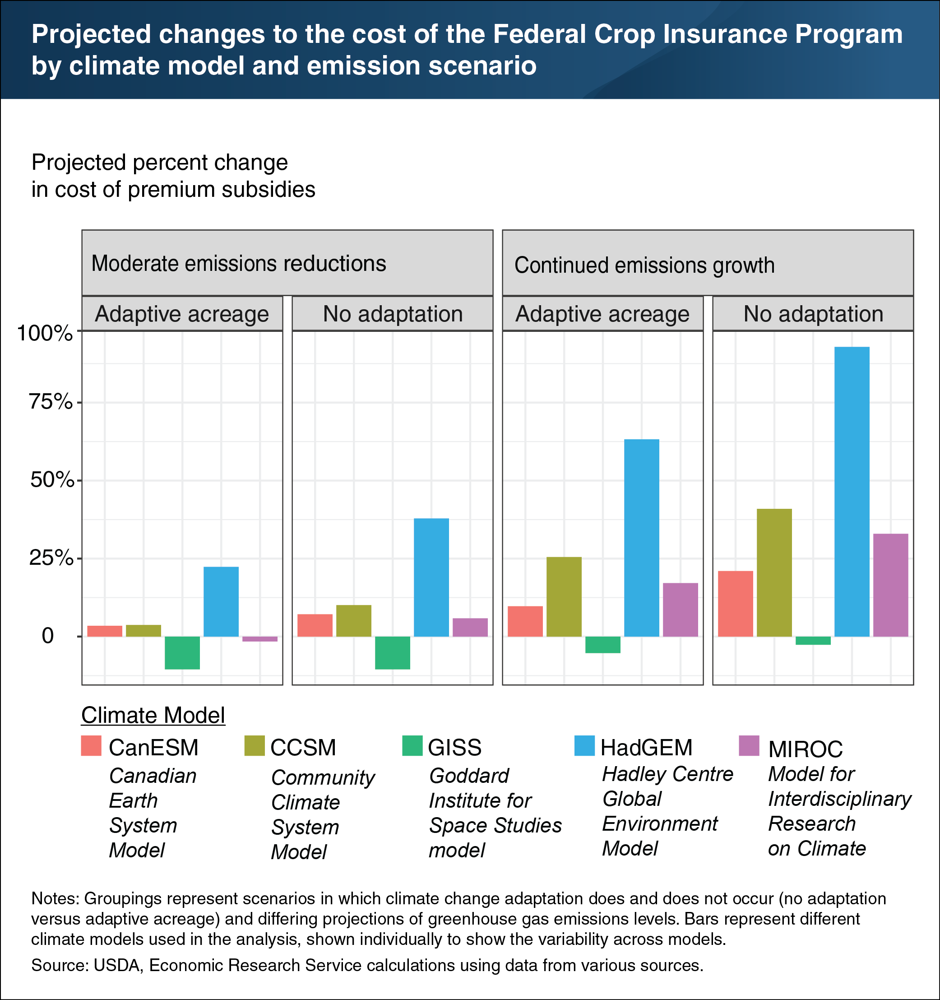 Projected changes to the cost of the Federal Crop Insurance Program
by climate model and emission scenario
Projected percent change
in cost of premium subsidies
Moderate emissions reductions
Continued emissions growth
Adaptive acreage
No adaptation
Adaptive acreage
No adaptation
100%
75%
50%
25%
0
Climate Model
CanESM
Canadian
Earth
System
Model
CCSM
Community
Climate
System
Model
GISS
Goddard
Institute for
Space Studies
model
HadGEM
Hadley Centre
Global
Environment
Model
MIROC
Model for
Interdisciplinary
Research
on Climate
Notes: Groupings represent scenarios in which climate change adaptation does and does not occur (no adaptation
versus adaptive acreage) and differing projections of greenhouse gas emissions levels. Bars represent different
climate models used in the analysis, shown individually to show the variability across models.
Source: USDA, Economic Research Service calculations using data from various sources.